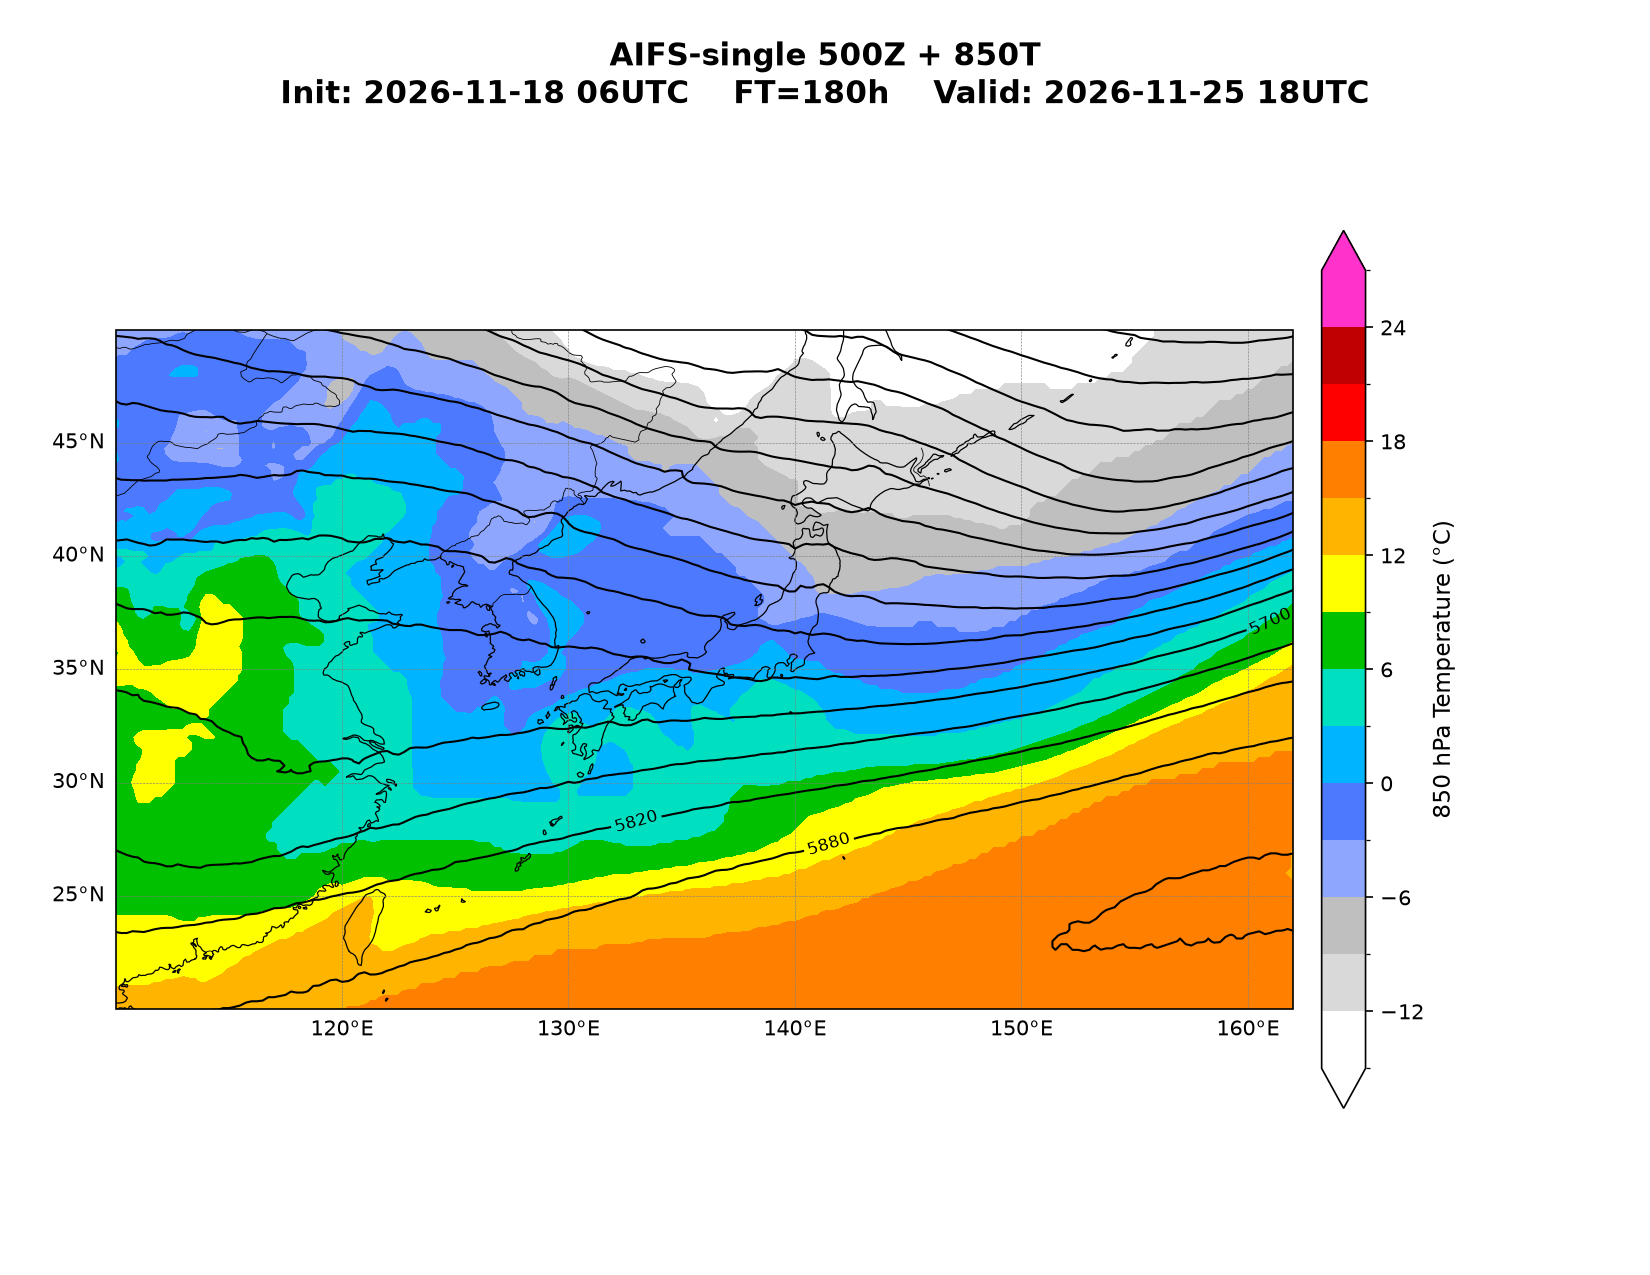 AIFS-single 500Z + 850T
Init: 2026-11-18 06UTC    FT=180h    Valid: 2026-11-25 18UTC
24
18
12
6
0
−6
−12
850 hPa Temperature (°C)
45°N
40°N
35°N
30°N
25°N
5700
5820
5880
120°E
130°E
140°E
150°E
160°E